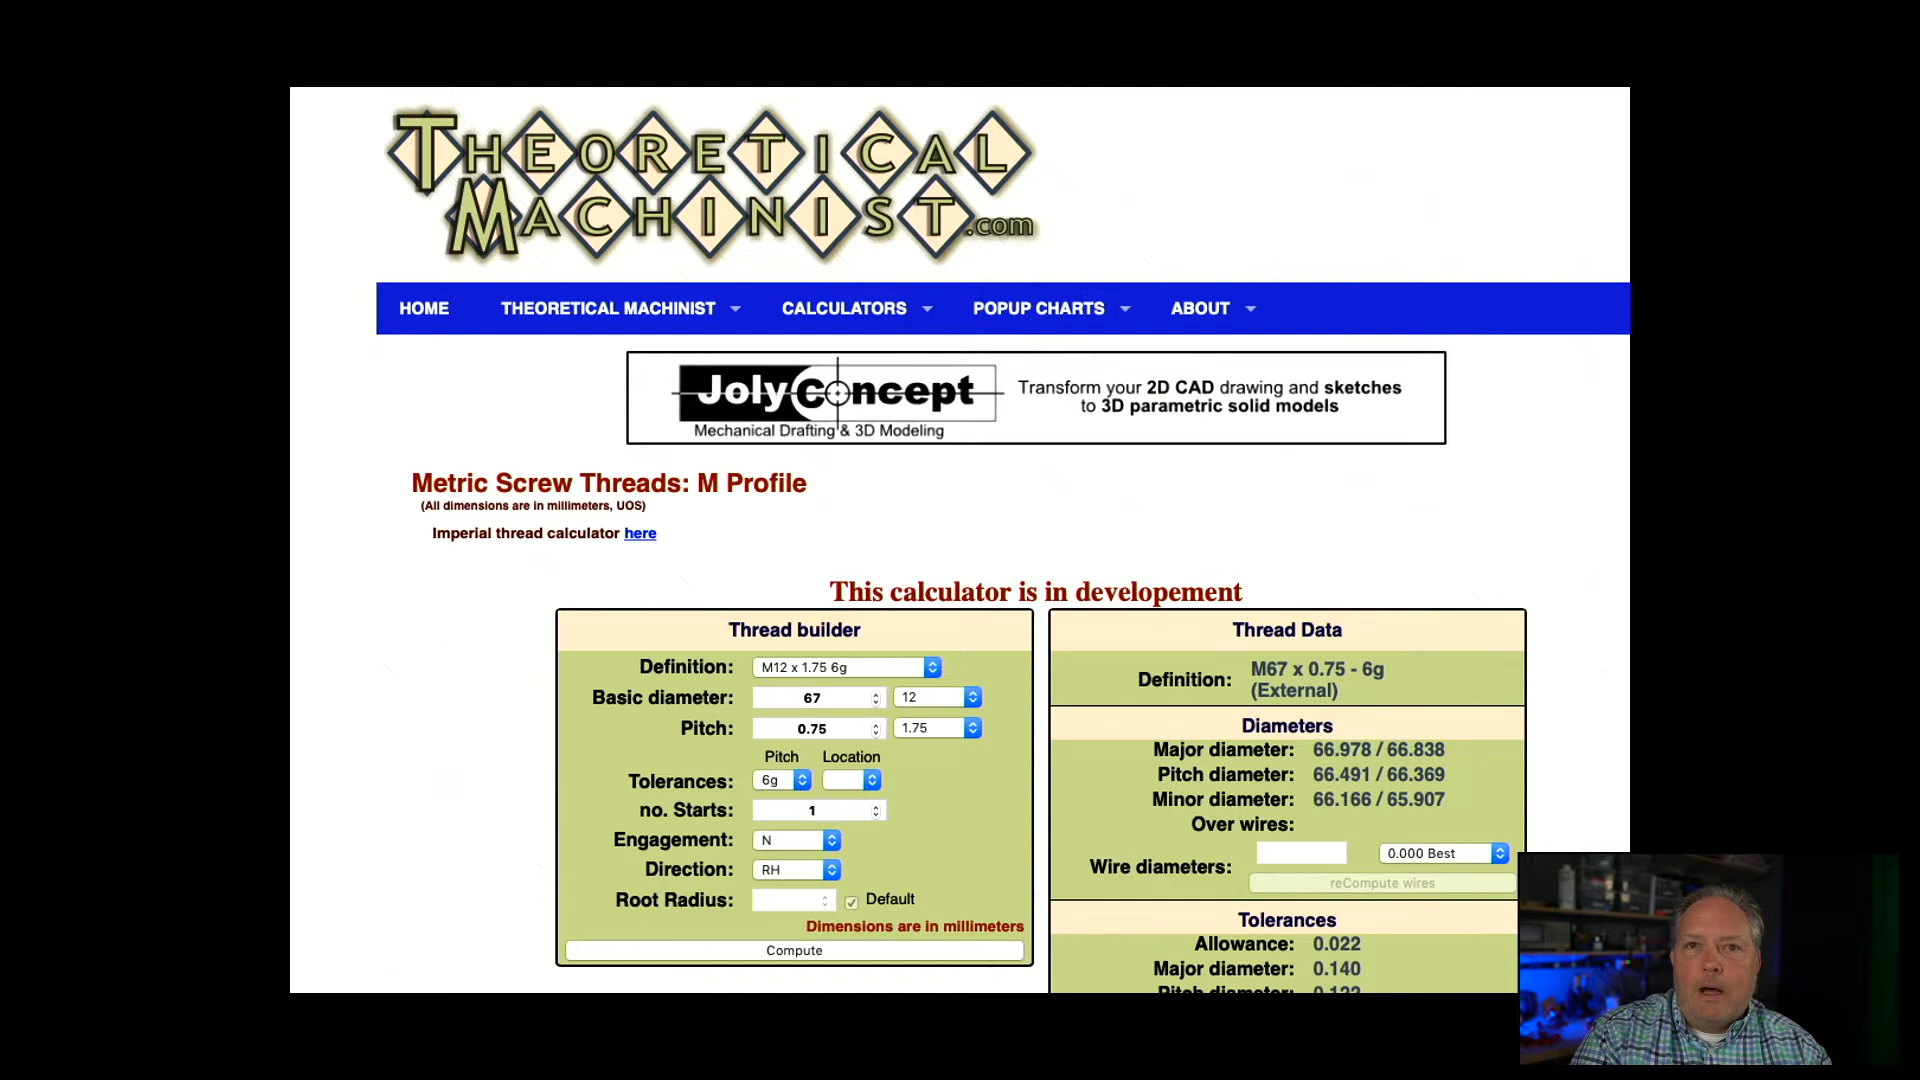 THEORETICAL
MACHINIST.com
HOME THEORETICAL MACHINIST CALCULATORS POPUP CHARTS ABOUT
JolyConcept
Mechanical Drafting & 3D Modeling
Transform your 2D CAD drawing and sketches
to 3D parametric solid models
Metric Screw Threads: M Profile
(All dimensions are in millimeters, UOS)
Imperial thread calculator here
This calculator is in developement
Thread builder
Definition: M12 x 1.75 6g
Basic diameter: 67 12
Pitch: 0.75 1.75
Pitch Location
Tolerances: 6g
no. Starts: 1
Engagement: N
Direction: RH
Root Radius: Default
Dimensions are in millimeters
Compute
Thread Data
Definition: M67 x 0.75 - 6g
(External)
Diameters
Major diameter: 66.978 / 66.838
Pitch diameter: 66.491 / 66.369
Minor diameter: 66.166 / 65.907
Over wires:
Wire diameters: 0.000 Best
reCompute wires
Tolerances
Allowance: 0.022
Major diameter: 0.140
Pitch diameter: 0.122